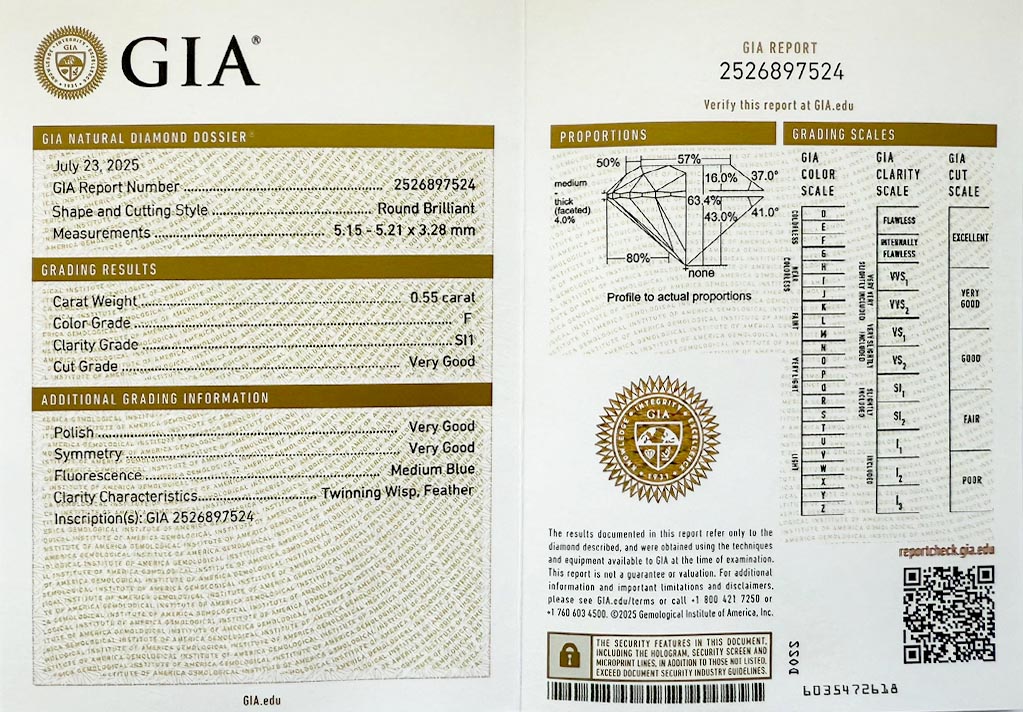 GIA®
GIA NATURAL DIAMOND DOSSIER®
July 23, 2025
GIA Report Number 2526897524
Shape and Cutting Style Round Brilliant
Measurements 5.15 - 5.21 x 3.28 mm
GRADING RESULTS
Carat Weight 0.55 carat
Color Grade F
Clarity Grade SI1
Cut Grade Very Good
ADDITIONAL GRADING INFORMATION
Polish Very Good
Symmetry Very Good
Fluorescence Medium Blue
Clarity Characteristics Twinning Wisp, Feather
Inscription(s): GIA 2526897524
GIA.edu
GIA REPORT
2526897524
Verify this report at GIA.edu
PROPORTIONS
50%
57%
16.0%
37.0°
medium
-
thick
(faceted)
4.0%
63.4%
43.0%
41.0°
80%
none
Profile to actual proportions
GIA
INTEGRITY
1931
The results documented in this report refer only to the
diamond described, and were obtained using the techniques
and equipment available to GIA at the time of examination.
This report is not a guarantee or valuation. For additional
information and important limitations and disclaimers,
please see GIA.edu/terms or call +1 800 421 7250 or
+1 760 603 4500. ©2025 Gemological Institute of America, Inc.
THE SECURITY FEATURES IN THIS DOCUMENT,
INCLUDING THE HOLOGRAM, SECURITY SCREEN AND
MICROPRINT LINES, IN ADDITION TO THOSE NOT LISTED,
EXCEED DOCUMENT SECURITY INDUSTRY GUIDELINES.
GRADING SCALES
GIA
COLOR
SCALE
COLORLESS
NEAR COLORLESS
FAINT
VERY LIGHT
LIGHT
D
E
F
G
H
I
J
K
L
M
N
O
P
Q
R
S
T
U
V
W
X
Y
Z
GIA
CLARITY
SCALE
FLAWLESS
INTERNALLY
FLAWLESS
VERY VERY
SLIGHTLY INCLUDED
VVS1
VVS2
VERY SLIGHTLY
INCLUDED
VS1
VS2
SLIGHTLY
INCLUDED
SI1
SI2
INCLUDED
I1
I2
I3
GIA
CUT
SCALE
EXCELLENT
VERY
GOOD
GOOD
FAIR
POOR
reportcheck.gia.edu
D022
6035472618